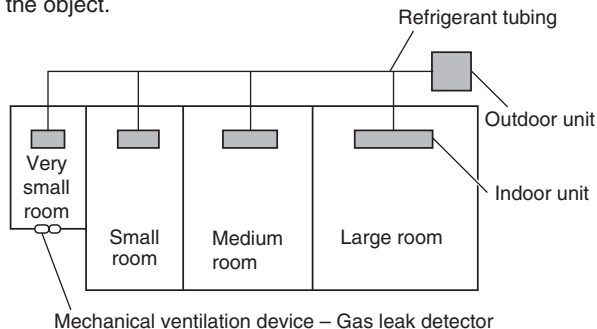 the object.
Refrigerant tubing
Outdoor unit
Very
small
room
Indoor unit
Small
room
Medium
room
Large room
Mechanical ventilation device – Gas leak detector